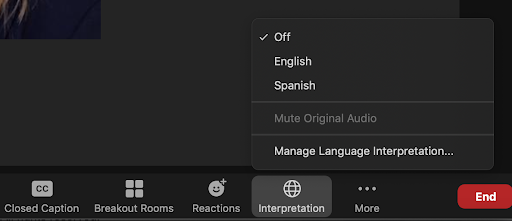 Off
English
Spanish
Mute Original Audio
Manage Language Interpretation...
CC
Closed Caption
Breakout Rooms
Reactions
Interpretation
More
End